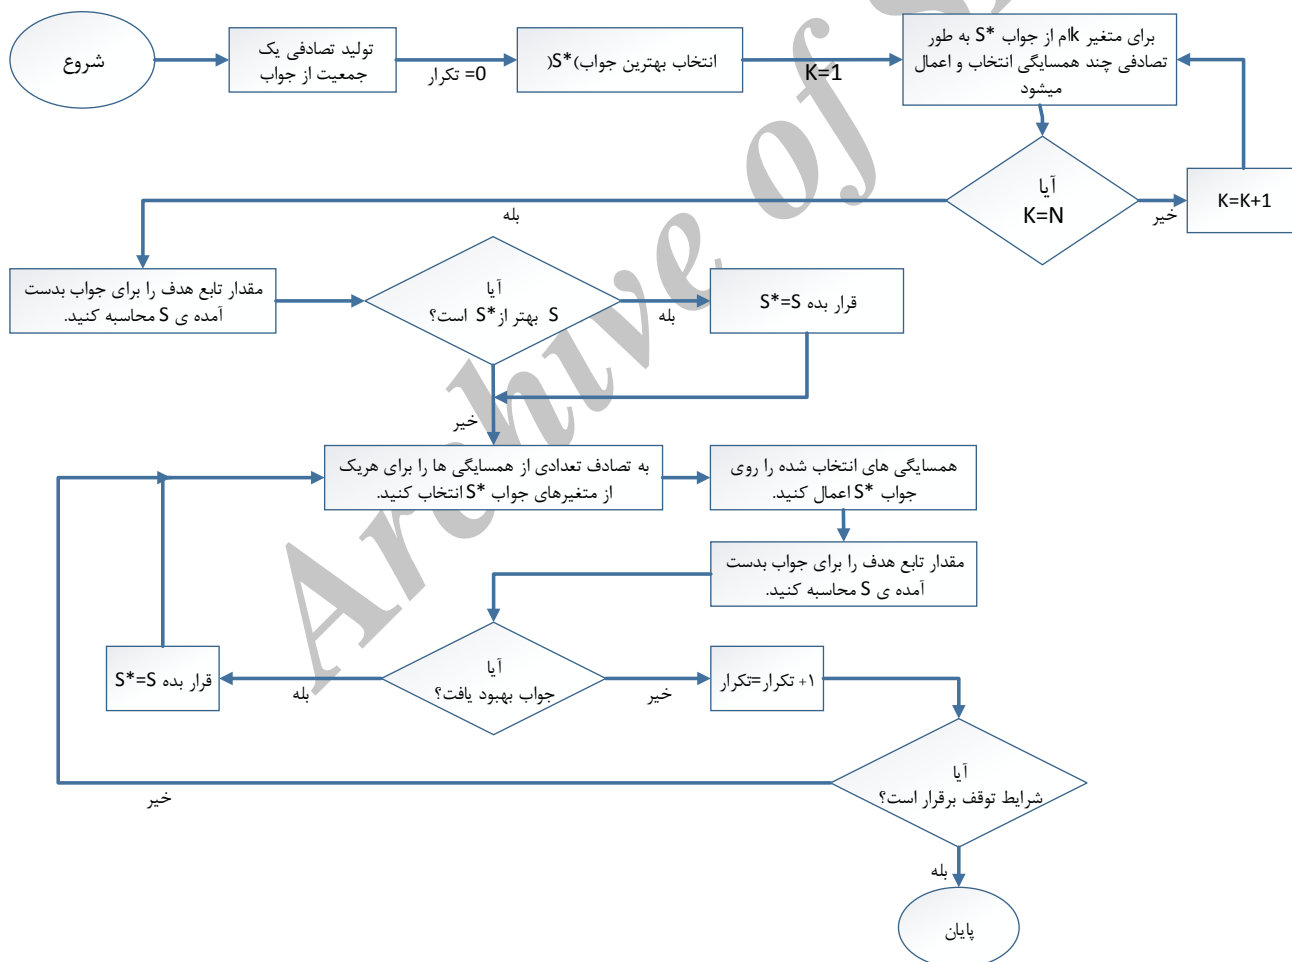 شروع
تولید تصادفی یک
جمعیت از جواب
تکرار =0
انتخاب بهترین جواب)S*(
K=1
برای متغیر kام از جواب S* به طور
تصادفی چند همسایگی انتخاب و اعمال
میشود
آیا
K=N
خیر
K=K+1
بله
مقدار تابع هدف را برای جواب بدست
آمده ی S محاسبه کنید.
آیا
S بهتر از S* است؟
بله
قرار بده S*=S
خیر
به تصادف تعدادی از همسایگی ها را برای هریک
از متغیرهای جواب S* انتخاب کنید.
همسایگی های انتخاب شده را روی
جواب S* اعمال کنید.
مقدار تابع هدف را برای جواب بدست
آمده ی S محاسبه کنید.
آیا
جواب بهبود یافت؟
بله
قرار بده S*=S
خیر
تکرار=تکرار +۱
آیا
شرایط توقف برقرار است؟
خیر
بله
پایان
Archive of S